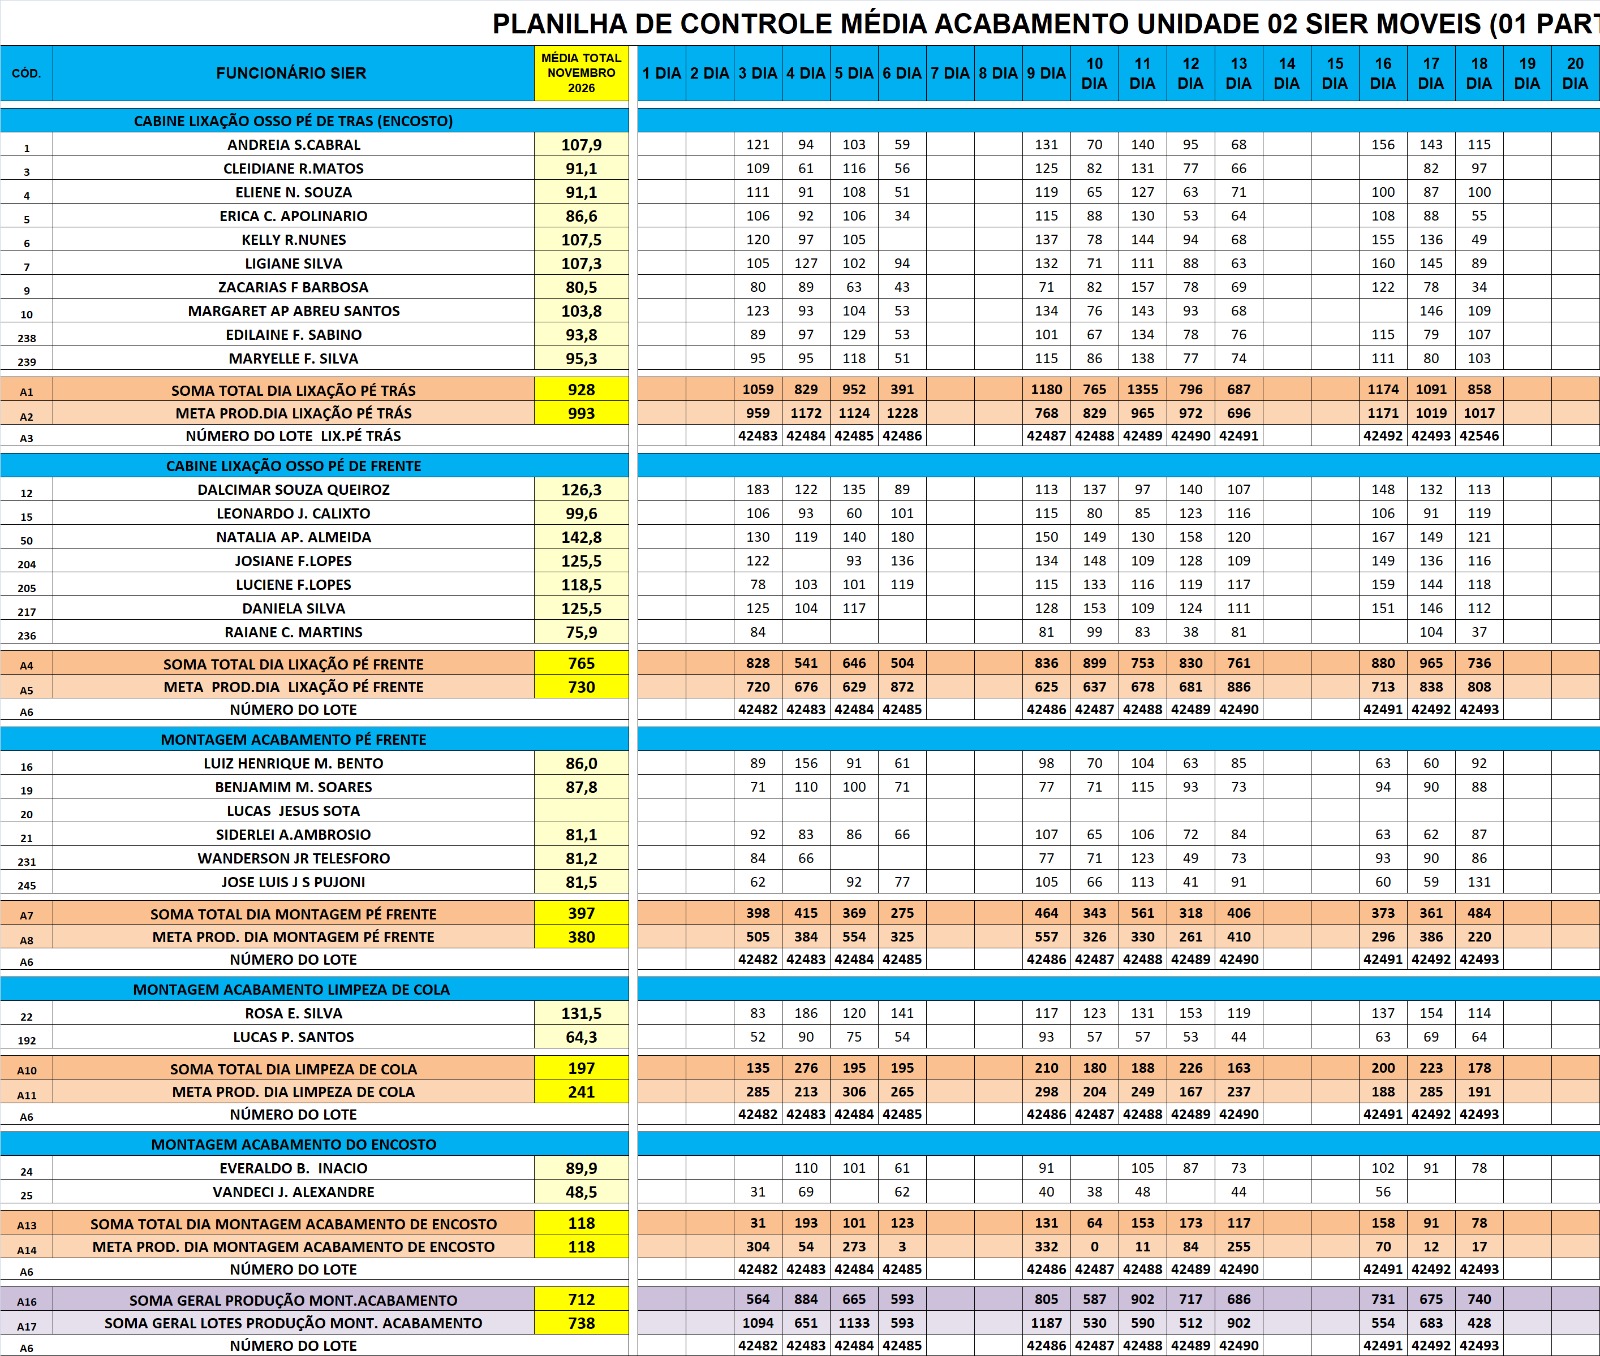 PLANILHA DE CONTROLE MÉDIA ACABAMENTO UNIDADE 02 SIER MOVEIS (01 PART
CÓD. FUNCIONÁRIO SIER MÉDIA TOTAL NOVEMBRO 2026 1 DIA 2 DIA 3 DIA 4 DIA 5 DIA 6 DIA 7 DIA 8 DIA 9 DIA 10 DIA 11 DIA 12 DIA 13 DIA 14 DIA 15 DIA 16 DIA 17 DIA 18 DIA 19 DIA 20 DIA
CABINE LIXAÇÃO OSSO PÉ DE TRAS (ENCOSTO)
1 ANDREIA S.CABRAL 107,9 121 94 103 59 131 70 140 95 68 156 143 115
3 CLEIDIANE R.MATOS 91,1 109 61 116 56 125 82 131 77 66 82 97
4 ELIENE N. SOUZA 91,1 111 91 108 51 119 65 127 63 71 100 87 100
5 ERICA C. APOLINARIO 86,6 106 92 106 34 115 88 130 53 64 108 88 55
6 KELLY R.NUNES 107,5 120 97 105 137 78 144 94 68 155 136 49
7 LIGIANE SILVA 107,3 105 127 102 94 132 71 111 88 63 160 145 89
9 ZACARIAS F BARBOSA 80,5 80 89 63 43 71 82 157 78 69 122 78 34
10 MARGARET AP ABREU SANTOS 103,8 123 93 104 53 134 76 143 93 68 146 109
238 EDILAINE F. SABINO 93,8 89 97 129 53 101 67 134 78 76 115 79 107
239 MARYELLE F. SILVA 95,3 95 95 118 51 115 86 138 77 74 111 80 103
A1 SOMA TOTAL DIA LIXAÇÃO PÉ TRÁS 928 1059 829 952 391 1180 765 1355 796 687 1174 1091 858
A2 META PROD.DIA LIXAÇÃO PÉ TRÁS 993 959 1172 1124 1228 768 829 965 972 696 1171 1019 1017
A3 NÚMERO DO LOTE LIX.PÉ TRÁS 42483 42484 42485 42486 42487 42488 42489 42490 42491 42492 42493 42546
CABINE LIXAÇÃO OSSO PÉ DE FRENTE
12 DALCIMAR SOUZA QUEIROZ 126,3 183 122 135 89 113 137 97 140 107 148 132 113
15 LEONARDO J. CALIXTO 99,6 106 93 60 101 115 80 85 123 116 106 91 119
50 NATALIA AP. ALMEIDA 142,8 130 119 140 180 150 149 130 158 120 167 149 121
204 JOSIANE F.LOPES 125,5 122 93 136 134 148 109 128 109 149 136 116
205 LUCIENE F.LOPES 118,5 78 103 101 119 115 133 116 119 117 159 144 118
217 DANIELA SILVA 125,5 125 104 117 128 153 109 124 111 151 146 112
236 RAIANE C. MARTINS 75,9 84 81 99 83 38 81 104 37
A4 SOMA TOTAL DIA LIXAÇÃO PÉ FRENTE 765 828 541 646 504 836 899 753 830 761 880 965 736
A5 META PROD.DIA LIXAÇÃO PÉ FRENTE 730 720 676 629 872 625 637 678 681 886 713 838 808
A6 NÚMERO DO LOTE 42482 42483 42484 42485 42486 42487 42488 42489 42490 42491 42492 42493
MONTAGEM ACABAMENTO PÉ FRENTE
16 LUIZ HENRIQUE M. BENTO 86,0 89 156 91 61 98 70 104 63 85 63 60 92
19 BENJAMIM M. SOARES 87,8 71 110 100 71 77 71 115 93 73 94 90 88
20 LUCAS JESUS SOTA
21 SIDERLEI A.AMBROSIO 81,1 92 83 86 66 107 65 106 72 84 63 62 87
231 WANDERSON JR TELESFORO 81,2 84 66 77 71 123 49 73 93 90 86
245 JOSE LUIS J S PUJONI 81,5 62 92 77 105 66 113 41 91 60 59 131
A7 SOMA TOTAL DIA MONTAGEM PÉ FRENTE 397 398 415 369 275 464 343 561 318 406 373 361 484
A8 META PROD. DIA MONTAGEM PÉ FRENTE 380 505 384 554 325 557 326 330 261 410 296 386 220
A6 NÚMERO DO LOTE 42482 42483 42484 42485 42486 42487 42488 42489 42490 42491 42492 42493
MONTAGEM ACABAMENTO LIMPEZA DE COLA
22 ROSA E. SILVA 131,5 83 186 120 141 117 123 131 153 119 137 154 114
192 LUCAS P. SANTOS 64,3 52 90 75 54 93 57 57 53 44 63 69 64
A10 SOMA TOTAL DIA LIMPEZA DE COLA 197 135 276 195 195 210 180 188 226 163 200 223 178
A11 META PROD. DIA LIMPEZA DE COLA 241 285 213 306 265 298 204 249 167 237 188 285 191
A6 NÚMERO DO LOTE 42482 42483 42484 42485 42486 42487 42488 42489 42490 42491 42492 42493
MONTAGEM ACABAMENTO DO ENCOSTO
24 EVERALDO B. INACIO 89,9 110 101 61 91 105 87 73 102 91 78
25 VANDECI J. ALEXANDRE 48,5 31 69 62 40 38 48 44 56
A13 SOMA TOTAL DIA MONTAGEM ACABAMENTO DE ENCOSTO 118 31 193 101 123 131 64 153 173 117 158 91 78
A14 META PROD. DIA MONTAGEM ACABAMENTO DE ENCOSTO 118 304 54 273 3 332 0 11 84 255 70 12 17
A6 NÚMERO DO LOTE 42482 42483 42484 42485 42486 42487 42488 42489 42490 42491 42492 42493
A16 SOMA GERAL PRODUÇÃO MONT.ACABAMENTO 712 564 884 665 593 805 587 902 717 686 731 675 740
A17 SOMA GERAL LOTES PRODUÇÃO MONT. ACABAMENTO 738 1094 651 1133 593 1187 530 590 512 902 554 683 428
A6 NÚMERO DO LOTE 42482 42483 42484 42485 42486 42487 42488 42489 42490 42491 42492 42493